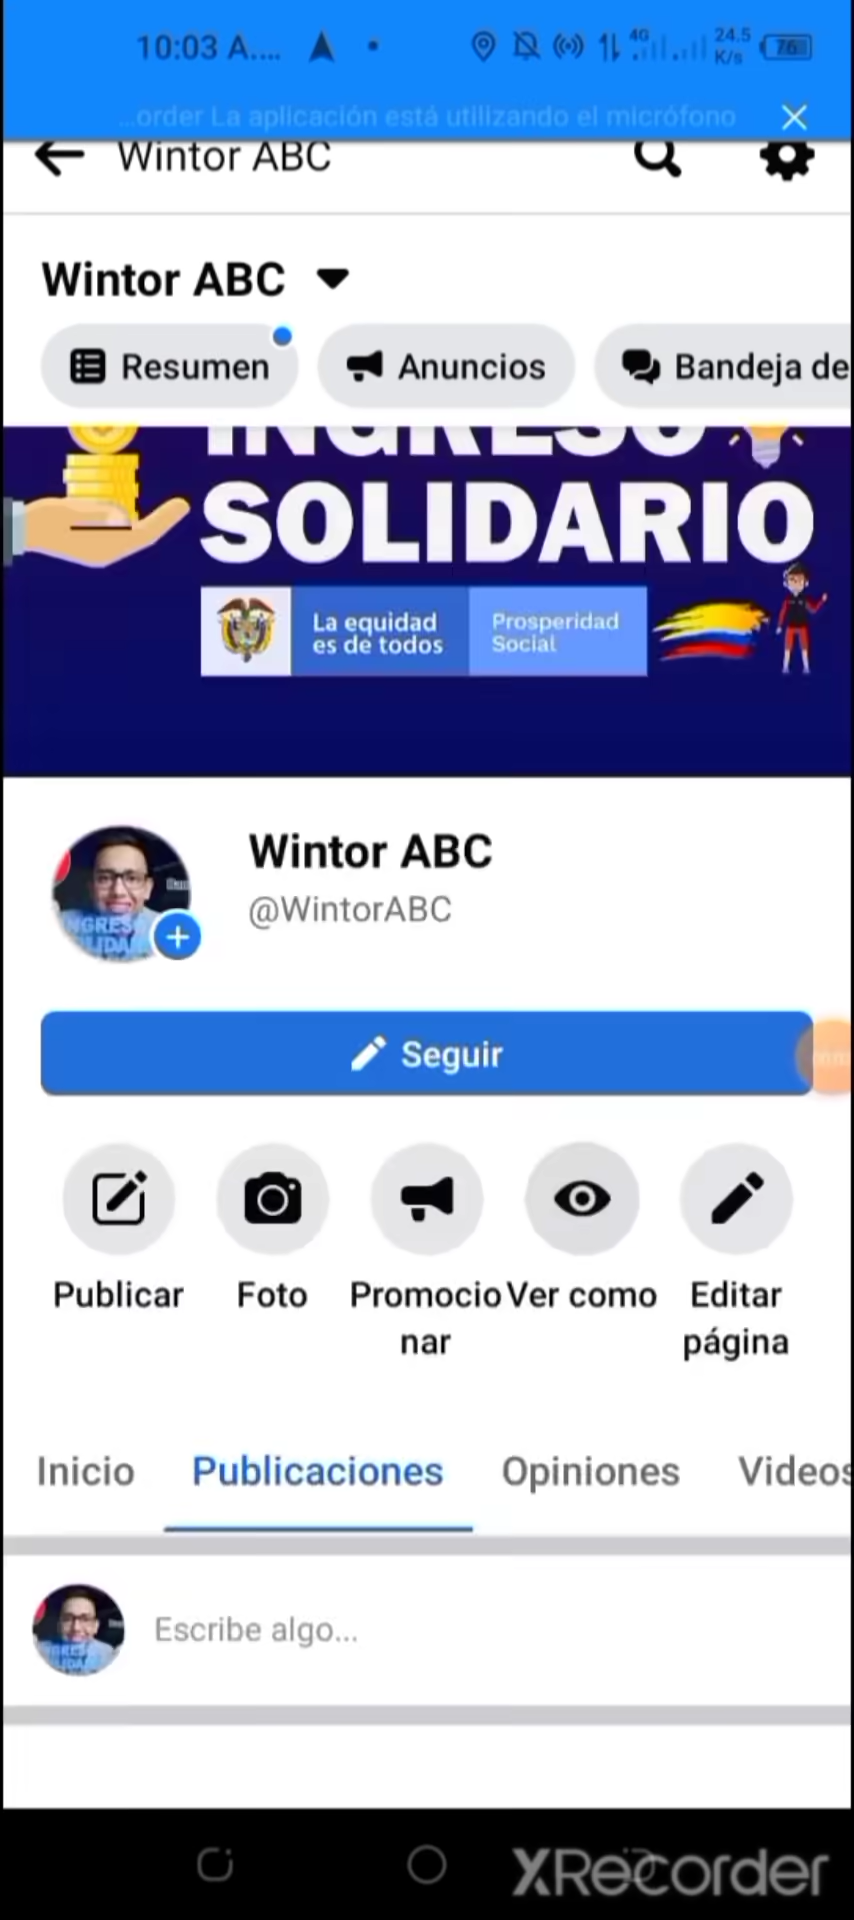 10:03 A....
4G
24.5
K/s
76
...order La aplicación está utilizando el micrófono
Wintor ABC
Wintor ABC
Resumen
Anuncios
Bandeja de
INGRESO
SOLIDARIO
La equidad
es de todos
Prosperidad
Social
Wintor ABC
@WintorABC
Seguir
Publicar
Foto
Promocio
nar
Ver como
Editar
página
Inicio
Publicaciones
Opiniones
Videos
Escribe algo...
XRecorder